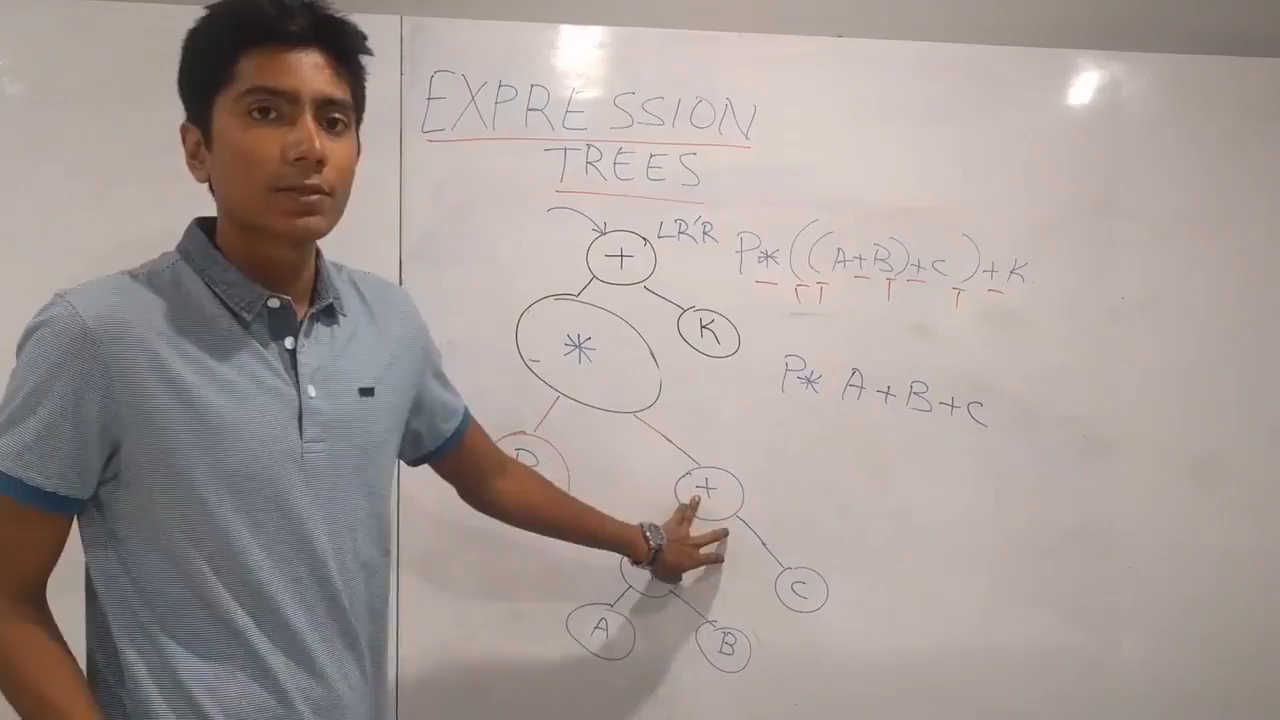 EXPRESSION
TREES
LR'R
P*((A+B)+C)+K
+
*
K
P* A+B+C
+
C
A
B